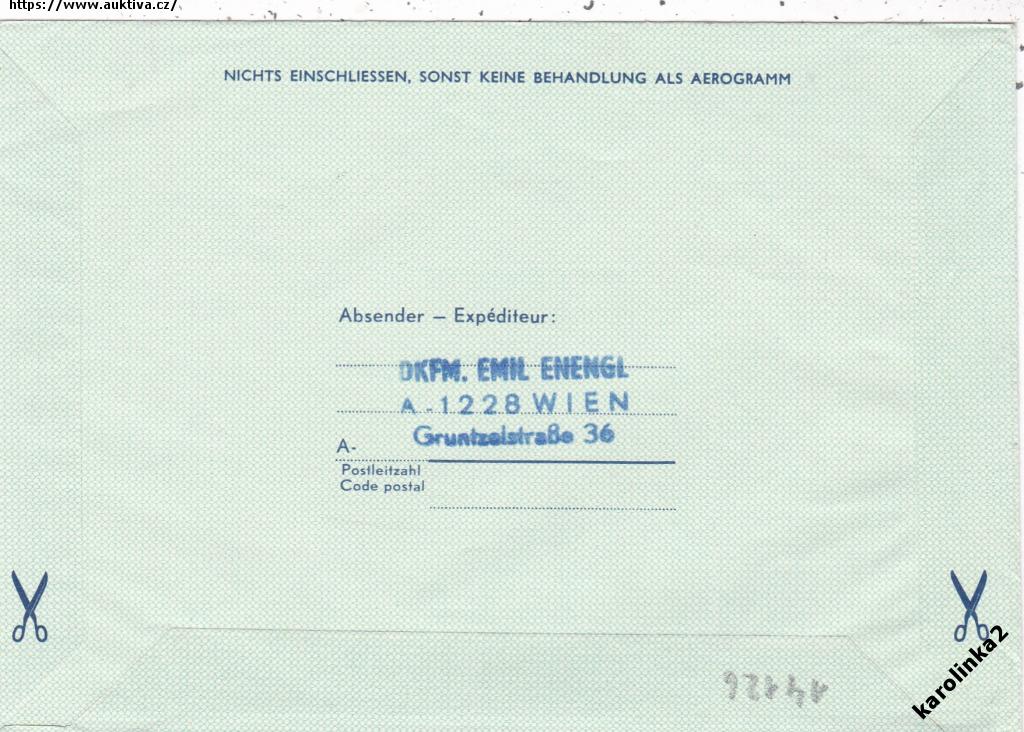 https://www.auktiva.cz/
NICHTS EINSCHLIESSEN, SONST KEINE BEHANDLUNG ALS AEROGRAMM
Absender – Expéditeur:
DKFM. EMIL ENENGL
A-1228 WIEN
Gruntzelstraße 36
A-
Postleitzahl
Code postal
karolinka2